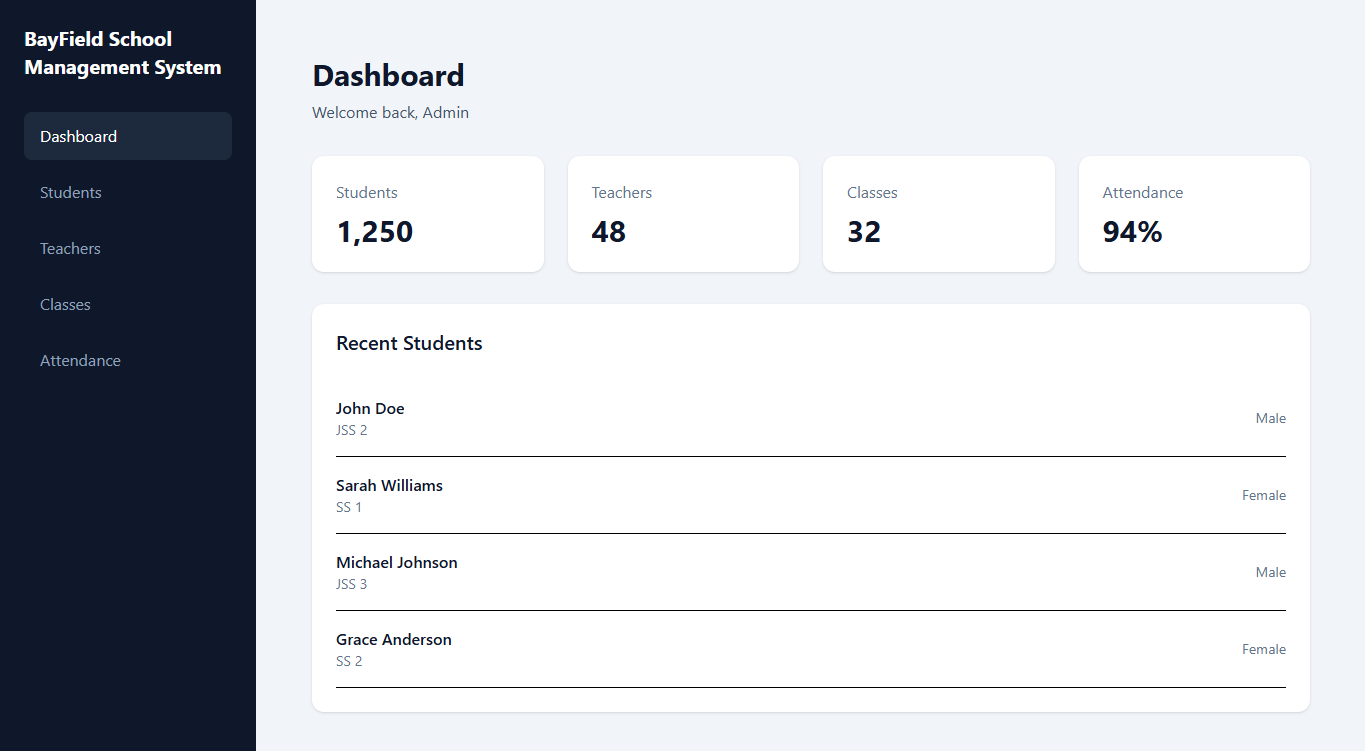 BayField School
Management System
Dashboard
Students
Teachers
Classes
Attendance
Dashboard
Welcome back, Admin
Students
1,250
Teachers
48
Classes
32
Attendance
94%
Recent Students
John Doe
JSS 2
Male
Sarah Williams
SS 1
Female
Michael Johnson
JSS 3
Male
Grace Anderson
SS 2
Female